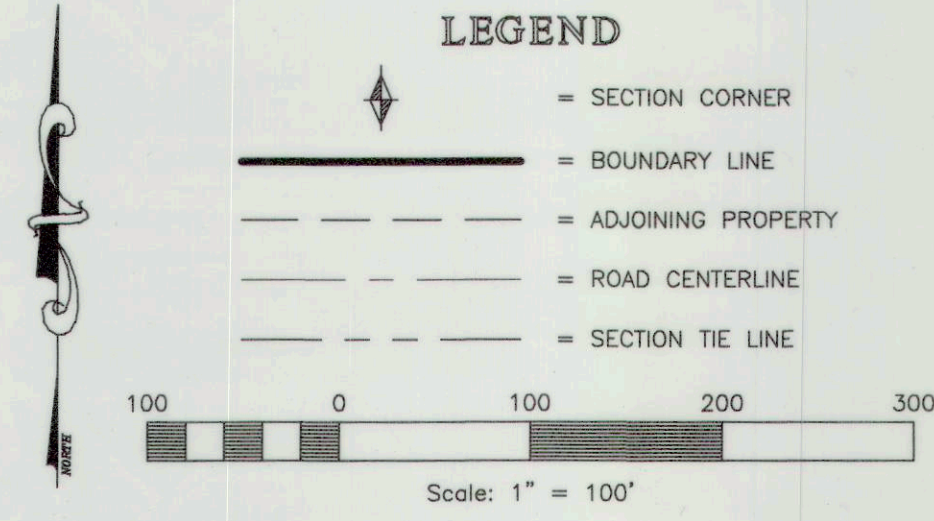 LEGEND
= SECTION CORNER
= BOUNDARY LINE
= ADJOINING PROPERTY
= ROAD CENTERLINE
= SECTION TIE LINE
NORTH
100 0 100 200 300
Scale: 1" = 100'